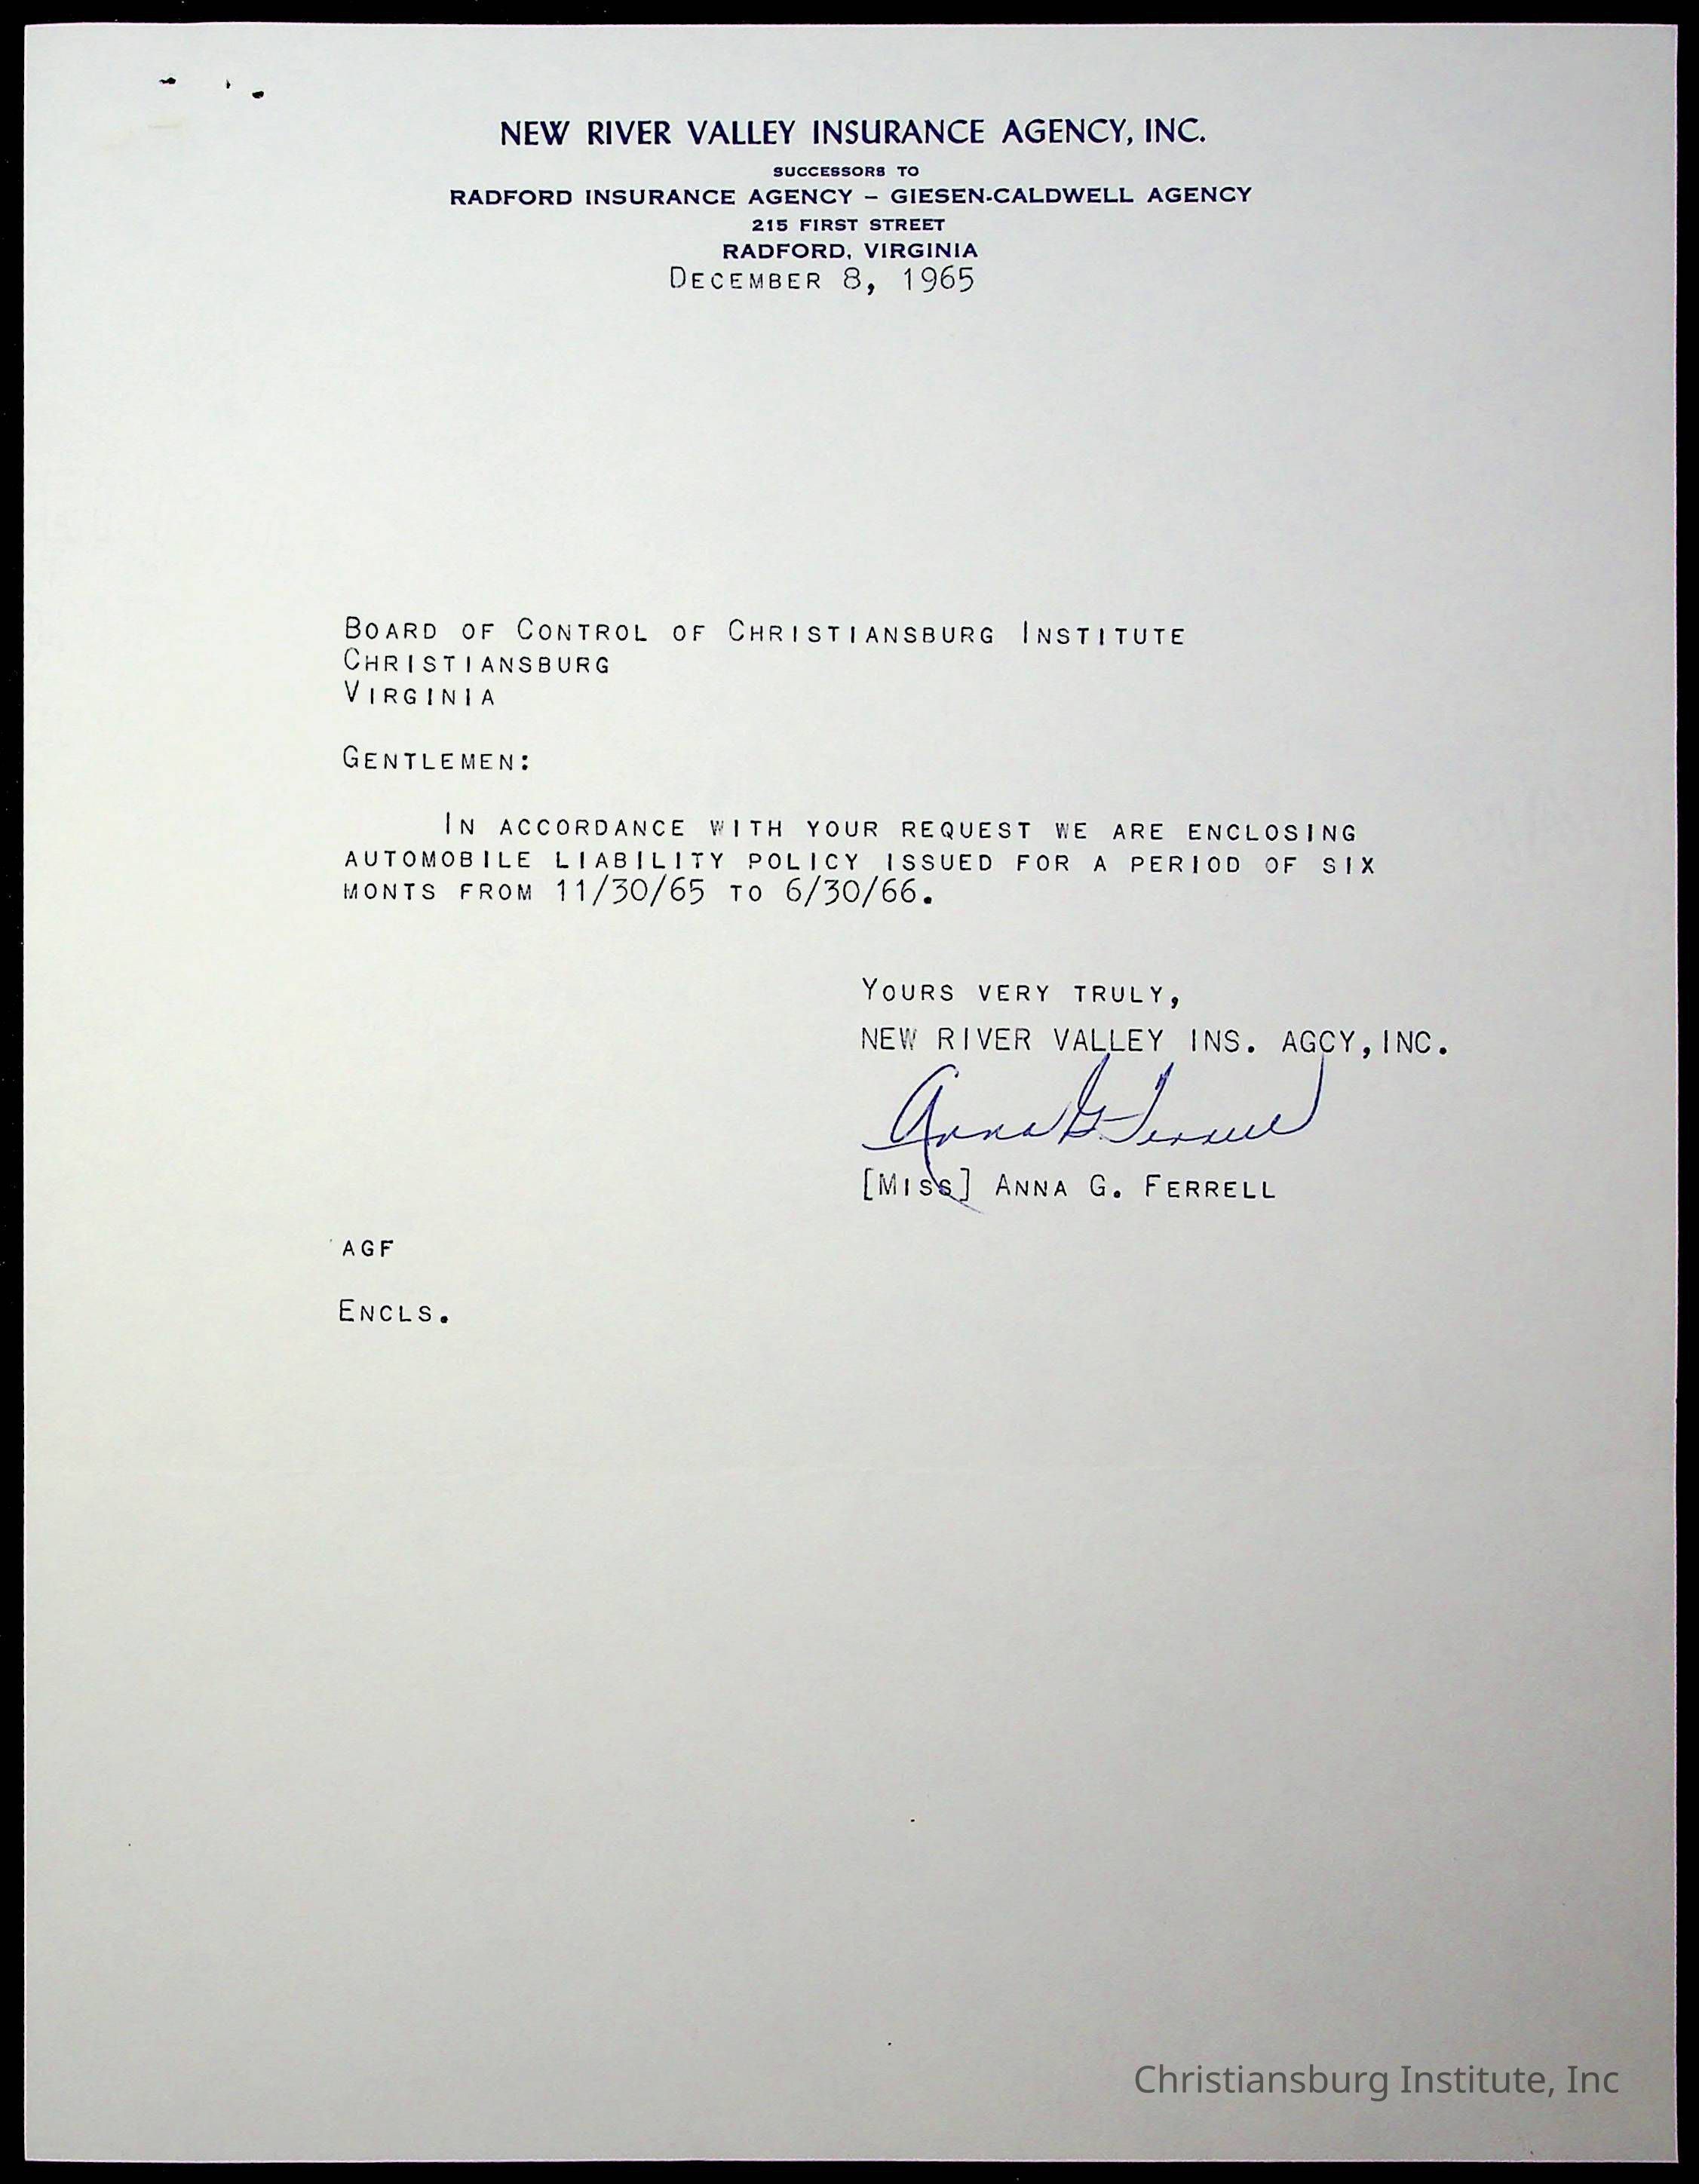 NEW RIVER VALLEY INSURANCE AGENCY, INC.
SUCCESSORS TO
RADFORD INSURANCE AGENCY – GIESEN-CALDWELL AGENCY
215 FIRST STREET
RADFORD, VIRGINIA
DECEMBER 8, 1965
BOARD OF CONTROL OF CHRISTIANSBURG INSTITUTE
CHRISTIANSBURG
VIRGINIA
GENTLEMEN:
IN ACCORDANCE WITH YOUR REQUEST WE ARE ENCLOSING
AUTOMOBILE LIABILITY POLICY ISSUED FOR A PERIOD OF SIX
MONTS FROM 11/30/65 TO 6/30/66.
YOURS VERY TRULY,
NEW RIVER VALLEY INS. AGCY,INC.
Anna G. Ferrell
[MISS] ANNA G. FERRELL
AGF
ENCLS.
Christiansburg Institute, Inc